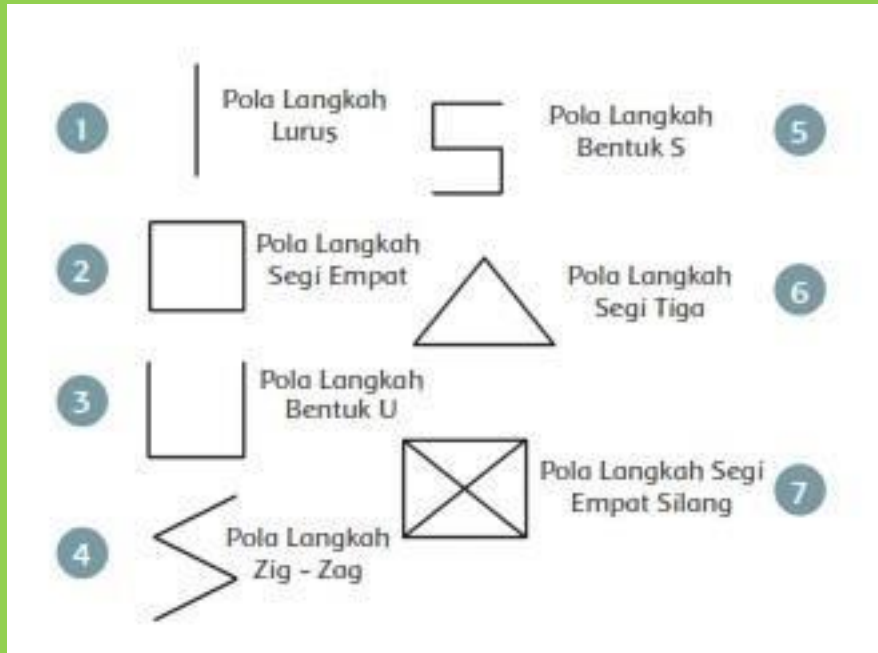 1
Pola Langkah
Lurus
2
Pola Langkah
Segi Empat
3
Pola Langkah
Bentuk U
4
Pola Langkah
Zig - Zag
Pola Langkah
Bentuk S
5
Pola Langkah
Segi Tiga
6
Pola Langkah Segi
Empat Silang
7